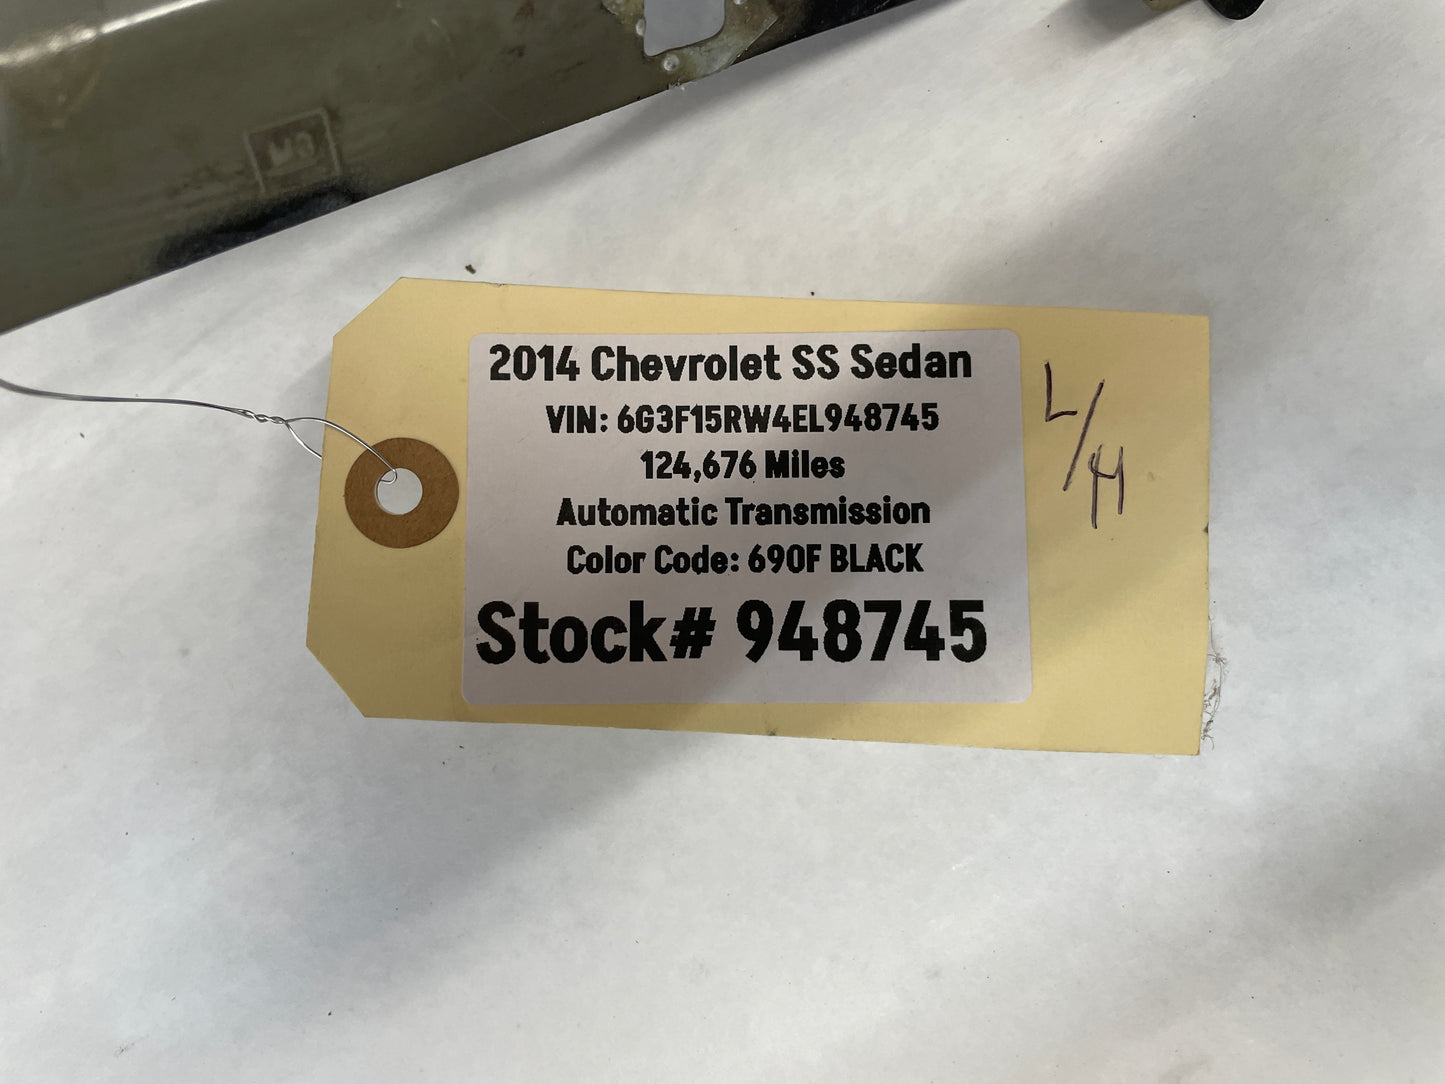 2014 Chevrolet SS Sedan
VIN: 6G3F15RW4EL948745
124,676 Miles
Automatic Transmission
Color Code: 690F BLACK
Stock# 948745
L/H